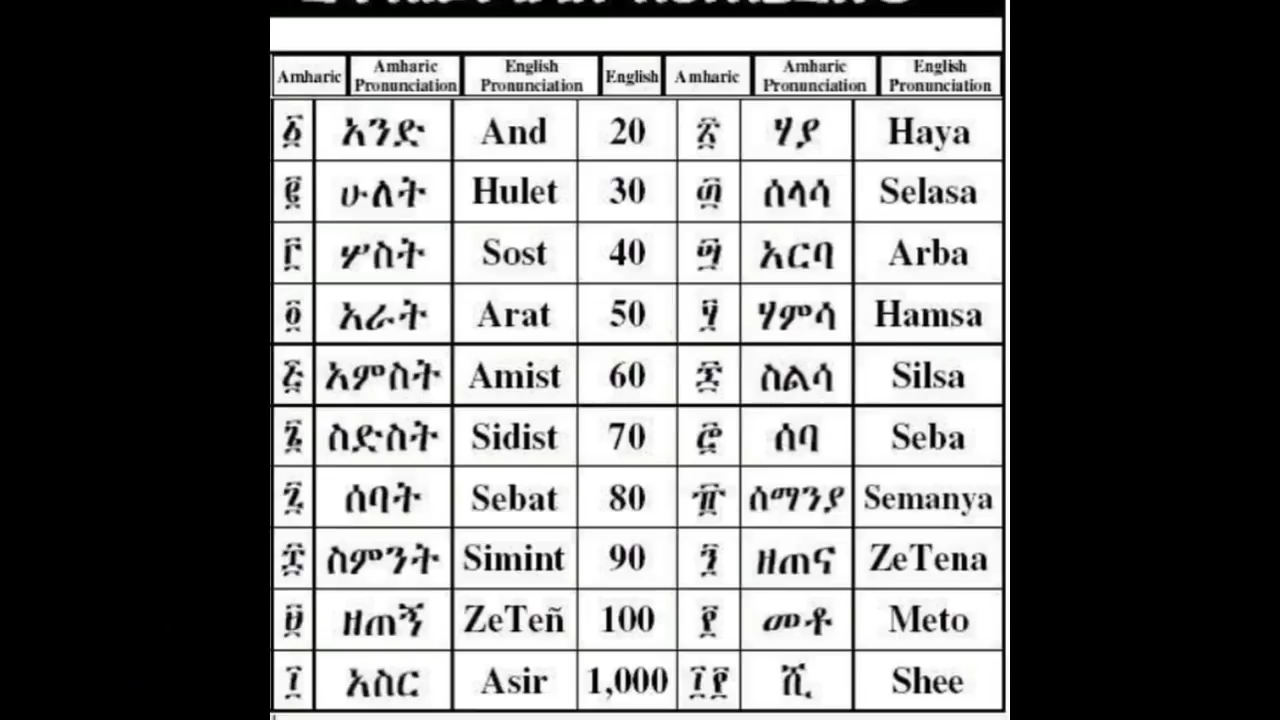 Amharic Amharic Pronunciation English Pronunciation English Amharic Amharic Pronunciation English Pronunciation
፩ አንድ And 20 ፳ ሃያ Haya
፪ ሁለት Hulet 30 ፴ ሰላሳ Selasa
፫ ሦስት Sost 40 ፵ አርባ Arba
፬ አራት Arat 50 ፶ ሃምሳ Hamsa
፭ አምስት Amist 60 ፷ ስልሳ Silsa
፮ ስድስት Sidist 70 ፸ ሰባ Seba
፯ ሰባት Sebat 80 ፹ ሰማንያ Semanya
፰ ስምንት Simint 90 ፺ ዘጠና ZeTena
፱ ዘጠኝ ZeTeñ 100 ፻ መቶ Meto
፲ አስር Asir 1,000 ፲፻ ሺ Shee